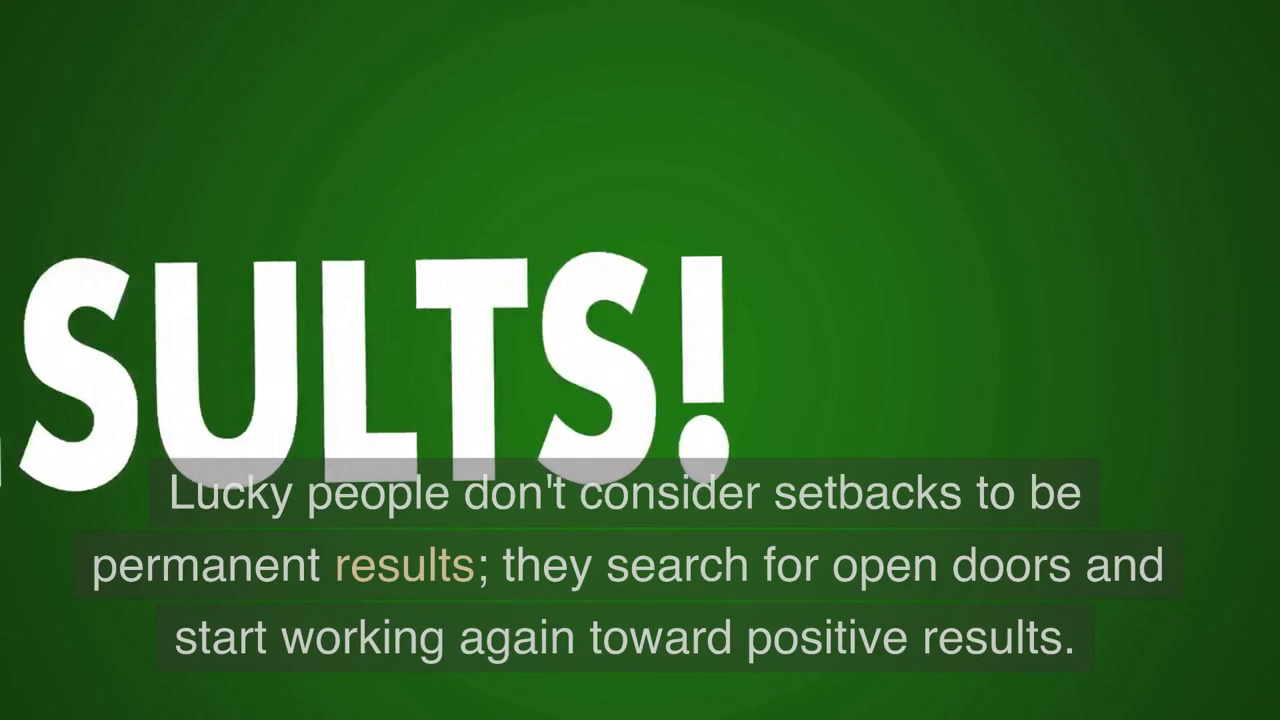 SULTS!
Lucky people don't consider setbacks to be
permanent results; they search for open doors and
start working again toward positive results.